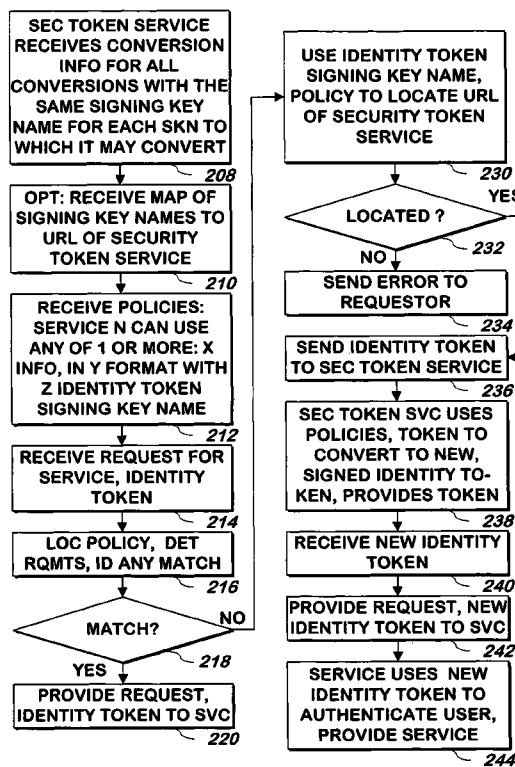 SEC TOKEN SERVICE
RECEIVES CONVERSION
INFO FOR ALL
CONVERSIONS WITH THE
SAME SIGNING KEY
NAME FOR EACH SKN TO
WHICH IT MAY CONVERT
208
OPT: RECEIVE MAP OF
SIGNING KEY NAMES TO
URL OF SECURITY
TOKEN SERVICE
210
RECEIVE POLICIES:
SERVICE N CAN USE
ANY OF 1 OR MORE: X
INFO, IN Y FORMAT WITH
Z IDENTITY TOKEN
SIGNING KEY NAME
212
RECEIVE REQUEST FOR
SERVICE, IDENTITY
TOKEN
214
LOC POLICY, DET
RQMTS, ID ANY MATCH
216
MATCH?
NO
218
YES
PROVIDE REQUEST,
IDENTITY TOKEN TO SVC
220
USE IDENTITY TOKEN
SIGNING KEY NAME,
POLICY TO LOCATE URL
OF SECURITY TOKEN
SERVICE
230
LOCATED ?
YES
232
NO
SEND ERROR TO
REQUESTOR
234
SEND IDENTITY TOKEN
TO SEC TOKEN SERVICE
236
SEC TOKEN SVC USES
POLICIES, TOKEN TO
CONVERT TO NEW,
SIGNED IDENTITY TO-
KEN, PROVIDES TOKEN
238
RECEIVE NEW IDENTITY
TOKEN
240
PROVIDE REQUEST, NEW
IDENTITY TOKEN TO SVC
242
SERVICE USES NEW
IDENTITY TOKEN TO
AUTHENTICATE USER,
PROVIDE SERVICE
244